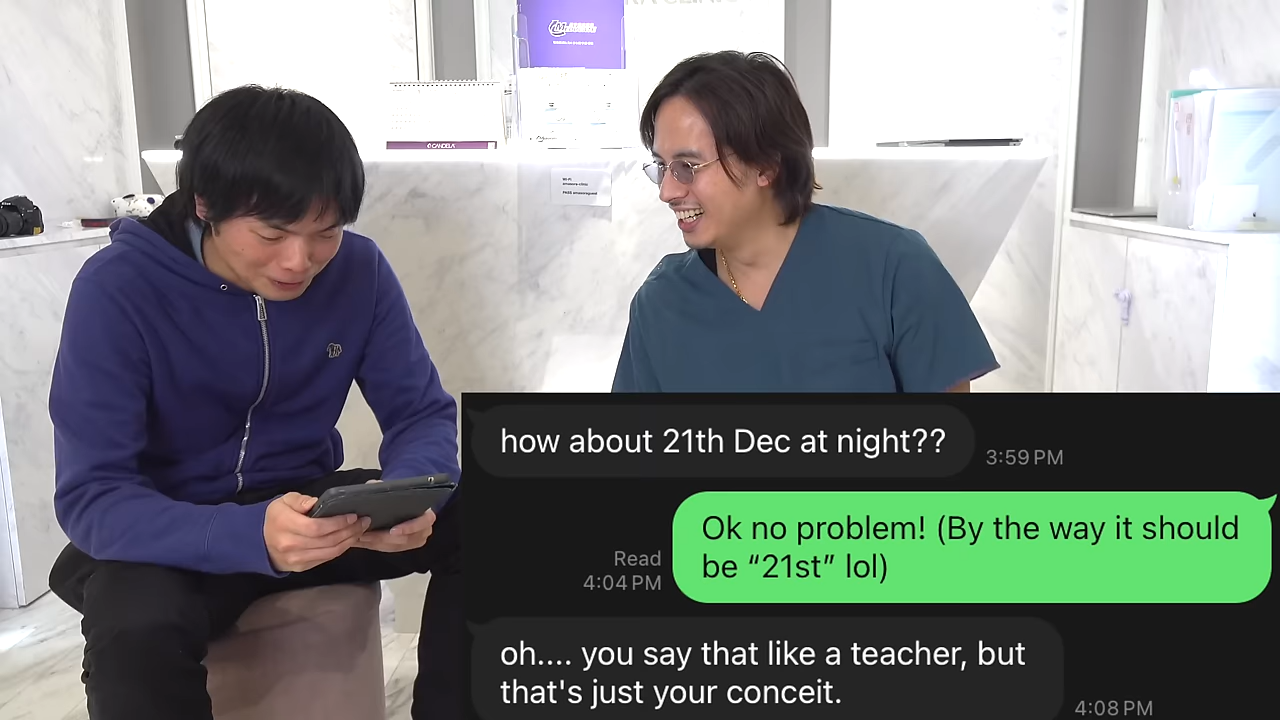 CANDELA
Wi-Fi
how about 21th Dec at night??
3:59 PM
Ok no problem! (By the way it should
be “21st” lol)
Read
4:04 PM
oh.... you say that like a teacher, but
that's just your conceit.
4:08 PM